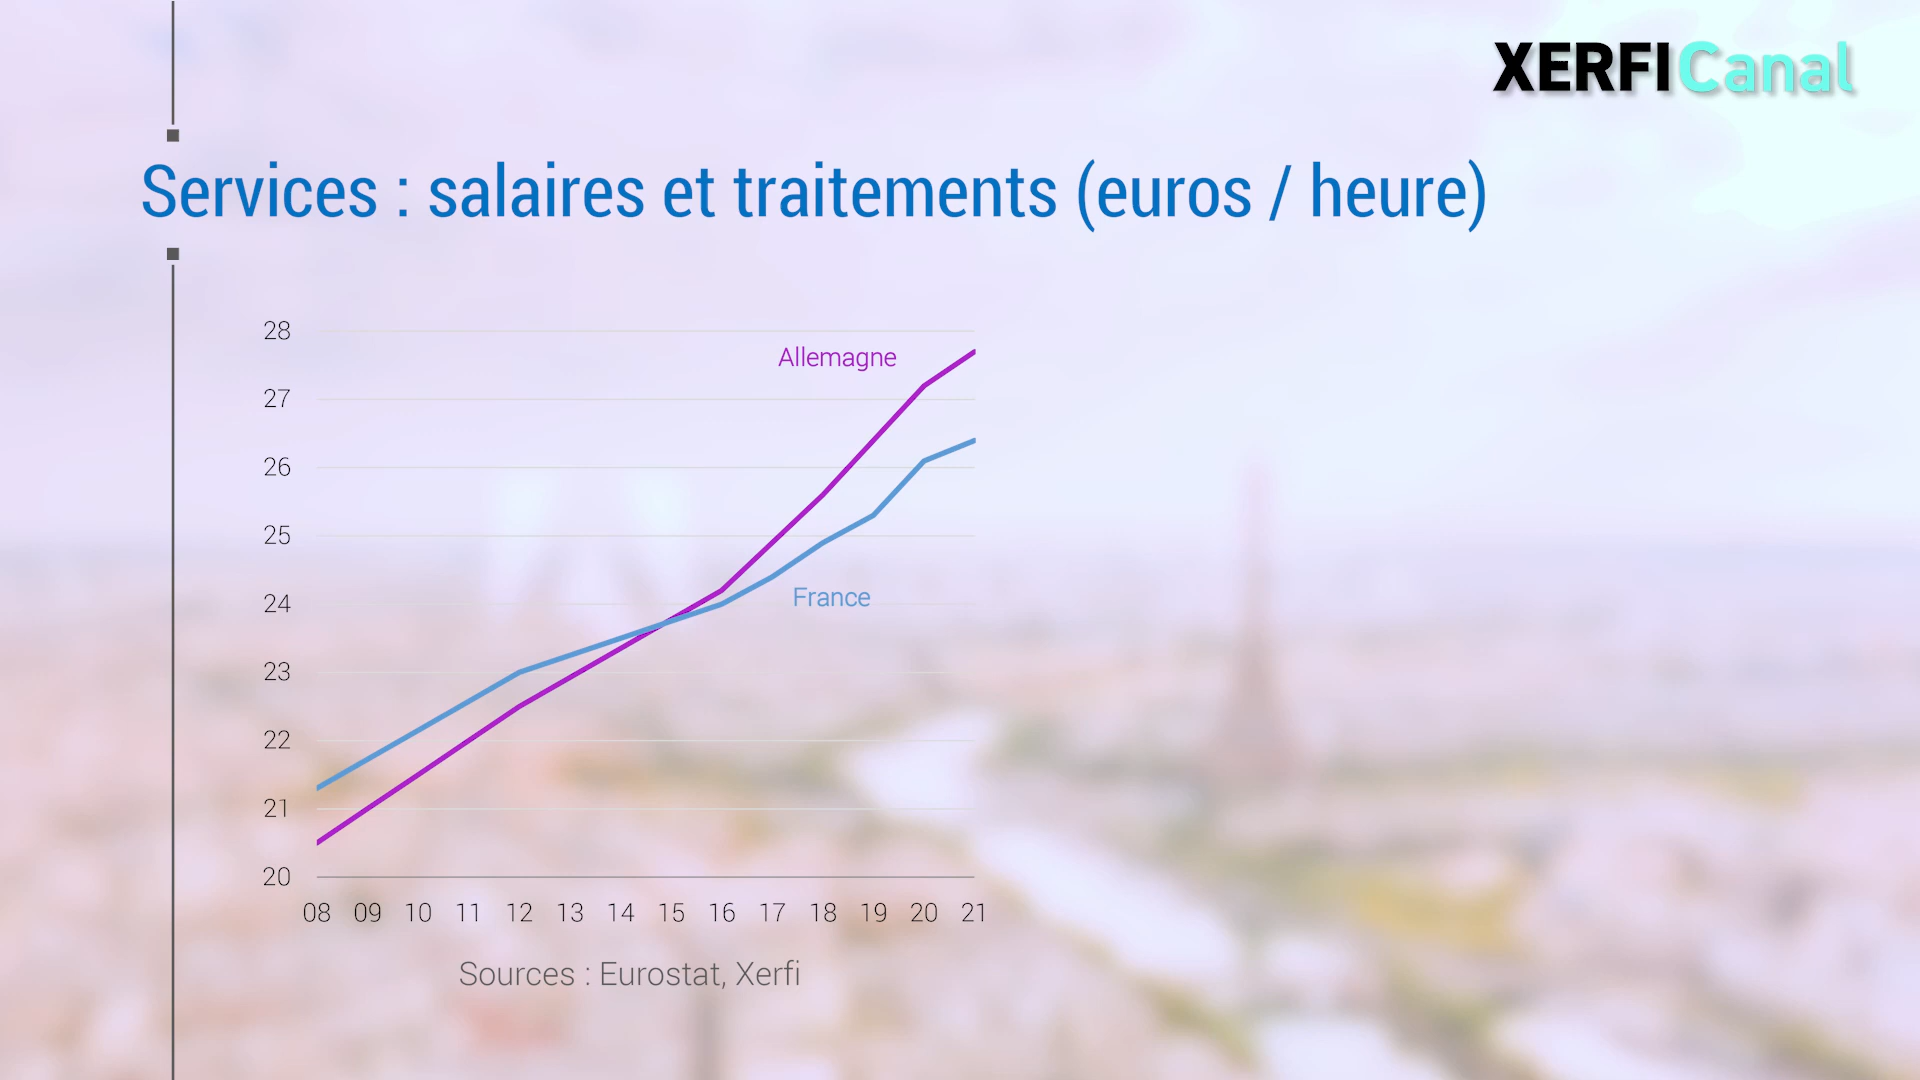 XERFI Canal
Services : salaires et traitements (euros / heure)
28
27
26
25
24
23
22
21
20
Allemagne
France
08 09 10 11 12 13 14 15 16 17 18 19 20 21
Sources : Eurostat, Xerfi